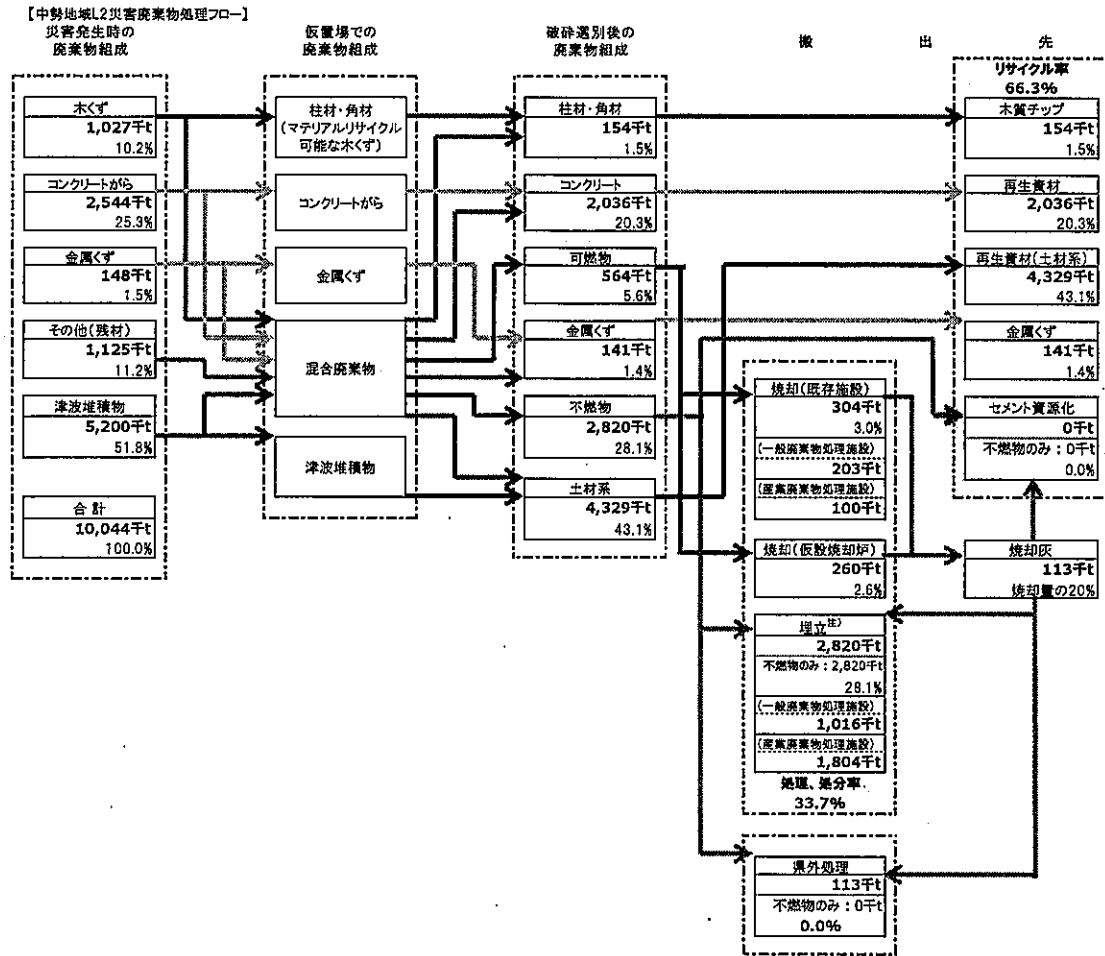 【中勢地域L2災害廃棄物処理フロー】
災害発生時の
廃棄物組成
仮置場での
廃棄物組成
破砕選別後の
廃棄物組成
搬 出 先
木くず
1,027千t
10.2%
コンクリートがら
2,544千t
25.3%
金属くず
148千t
1.5%
その他(残材)
1,125千t
11.2%
津波堆積物
5,200千t
51.8%
合計
10,044千t
100.0%
柱材・角材
(マテリアルリサイクル
可能な木くず)
コンクリートがら
金属くず
混合廃棄物
津波堆積物
柱材・角材
154千t
1.5%
コンクリート
2,036千t
20.3%
可燃物
564千t
5.6%
金属くず
141千t
1.4%
不燃物
2,820千t
28.1%
土材系
4,329千t
43.1%
焼却(既存施設)
304千t
3.0%
(一般廃棄物処理施設)
203千t
(産業廃棄物処理施設)
100千t
焼却(仮設焼却炉)
260千t
2.6%
埋立注)
2,820千t
不燃物のみ：2,820千t
28.1%
(一般廃棄物処理施設)
1,016千t
(産業廃棄物処理施設)
1,804千t
処理、処分率
33.7%
県外処理
113千t
不燃物のみ：0千t
0.0%
リサイクル率
66.3%
木質チップ
154千t
1.5%
再生資材
2,036千t
20.3%
再生資材(土材系)
4,329千t
43.1%
金属くず
141千t
1.4%
セメント資源化
0千t
不燃物のみ：0千t
0.0%
焼却灰
113千t
焼却量の20%